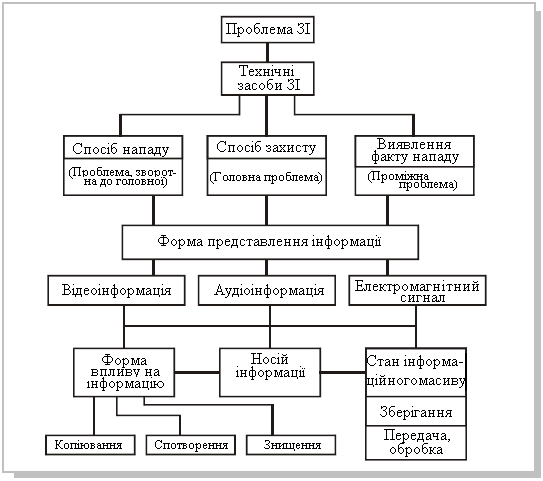 Проблема ЗІ
Технічні
засоби ЗІ
Спосіб нападу
(Проблема, зворот-
на до головної)
Спосіб захисту
(Головна проблема)
Виявлення
факту нападу
(Проміжна
проблема)
Форма представлення інформації
Відеоінформація
Аудіоінформація
Електромагнітний
сигнал
Форма
впливу на
інформацію
Носій
інформації
Стан інформа-
ційногомасиву
Зберігання
Передача,
обробка
Копіювання
Спотворення
Знищення